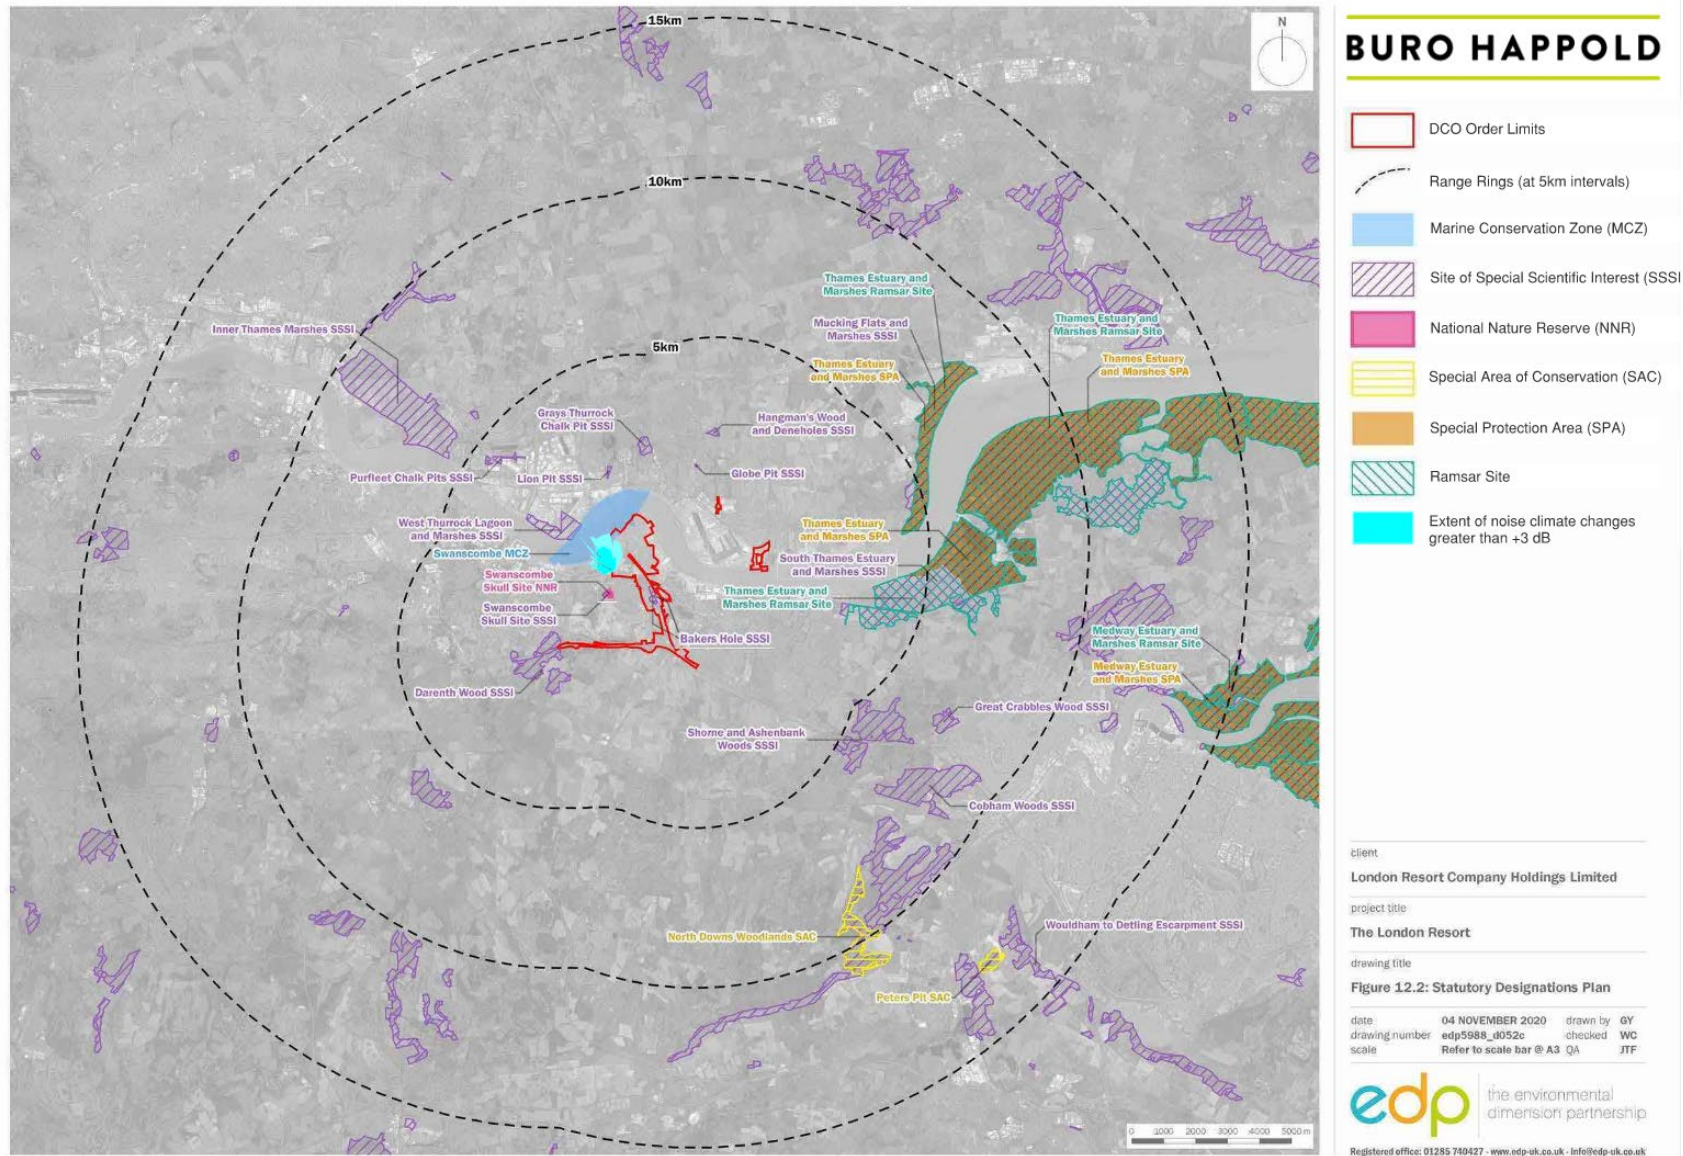 15km
N
10km
Thames Estuary and
Marshes Ramsar Site
Inner Thames Marshes SSSI
Mucking Flats and
Marshes SSSI
Thames Estuary and
Marshes Ramsar Site
5km
Thames Estuary
and Marshes SPA
Thames Estuary
and Marshes SPA
Grays Thurrock
Chalk Pit SSSI
Hangman's Wood
and Deneholes SSSI
Purfleet Chalk Pits SSSI
Lion Pit SSSI
Globe Pit SSSI
West Thurrock Lagoon
and Marshes SSSI
Swanscombe MCZ
Thames Estuary
and Marshes SPA
South Thames Estuary
and Marshes SSSI
Swanscombe
Skull Site NNR
Thames Estuary and
Marshes Ramsar Site
Swanscombe
Skull Site SSSI
Bakers Hole SSSI
Medway Estuary and
Marshes Ramsar Site
Medway Estuary
and Marshes SPA
Darenth Wood SSSI
Great Crabbles Wood SSSI
Shorne and Ashenbank
Woods SSSI
Cobham Woods SSSI
North Downs Woodlands SAC
Wouldham to Detling Escarpment SSSI
Peters Pit SAC
0 1000 2000 3000 4000 5000 m
BURO HAPPOLD
DCO Order Limits
Range Rings (at 5km intervals)
Marine Conservation Zone (MCZ)
Site of Special Scientific Interest (SSSI
National Nature Reserve (NNR)
Special Area of Conservation (SAC)
Special Protection Area (SPA)
Ramsar Site
Extent of noise climate changes
greater than +3 dB
client
London Resort Company Holdings Limited
project title
The London Resort
drawing title
Figure 12.2: Statutory Designations Plan
date 04 NOVEMBER 2020 drawn by GY
drawing number edp5988_d052c checked WC
scale Refer to scale bar @ A3 QA JTF
edp the environmental
dimension partnership
Registered office: 01285 740427 - www.edp-uk.co.uk - info@edp-uk.co.uk